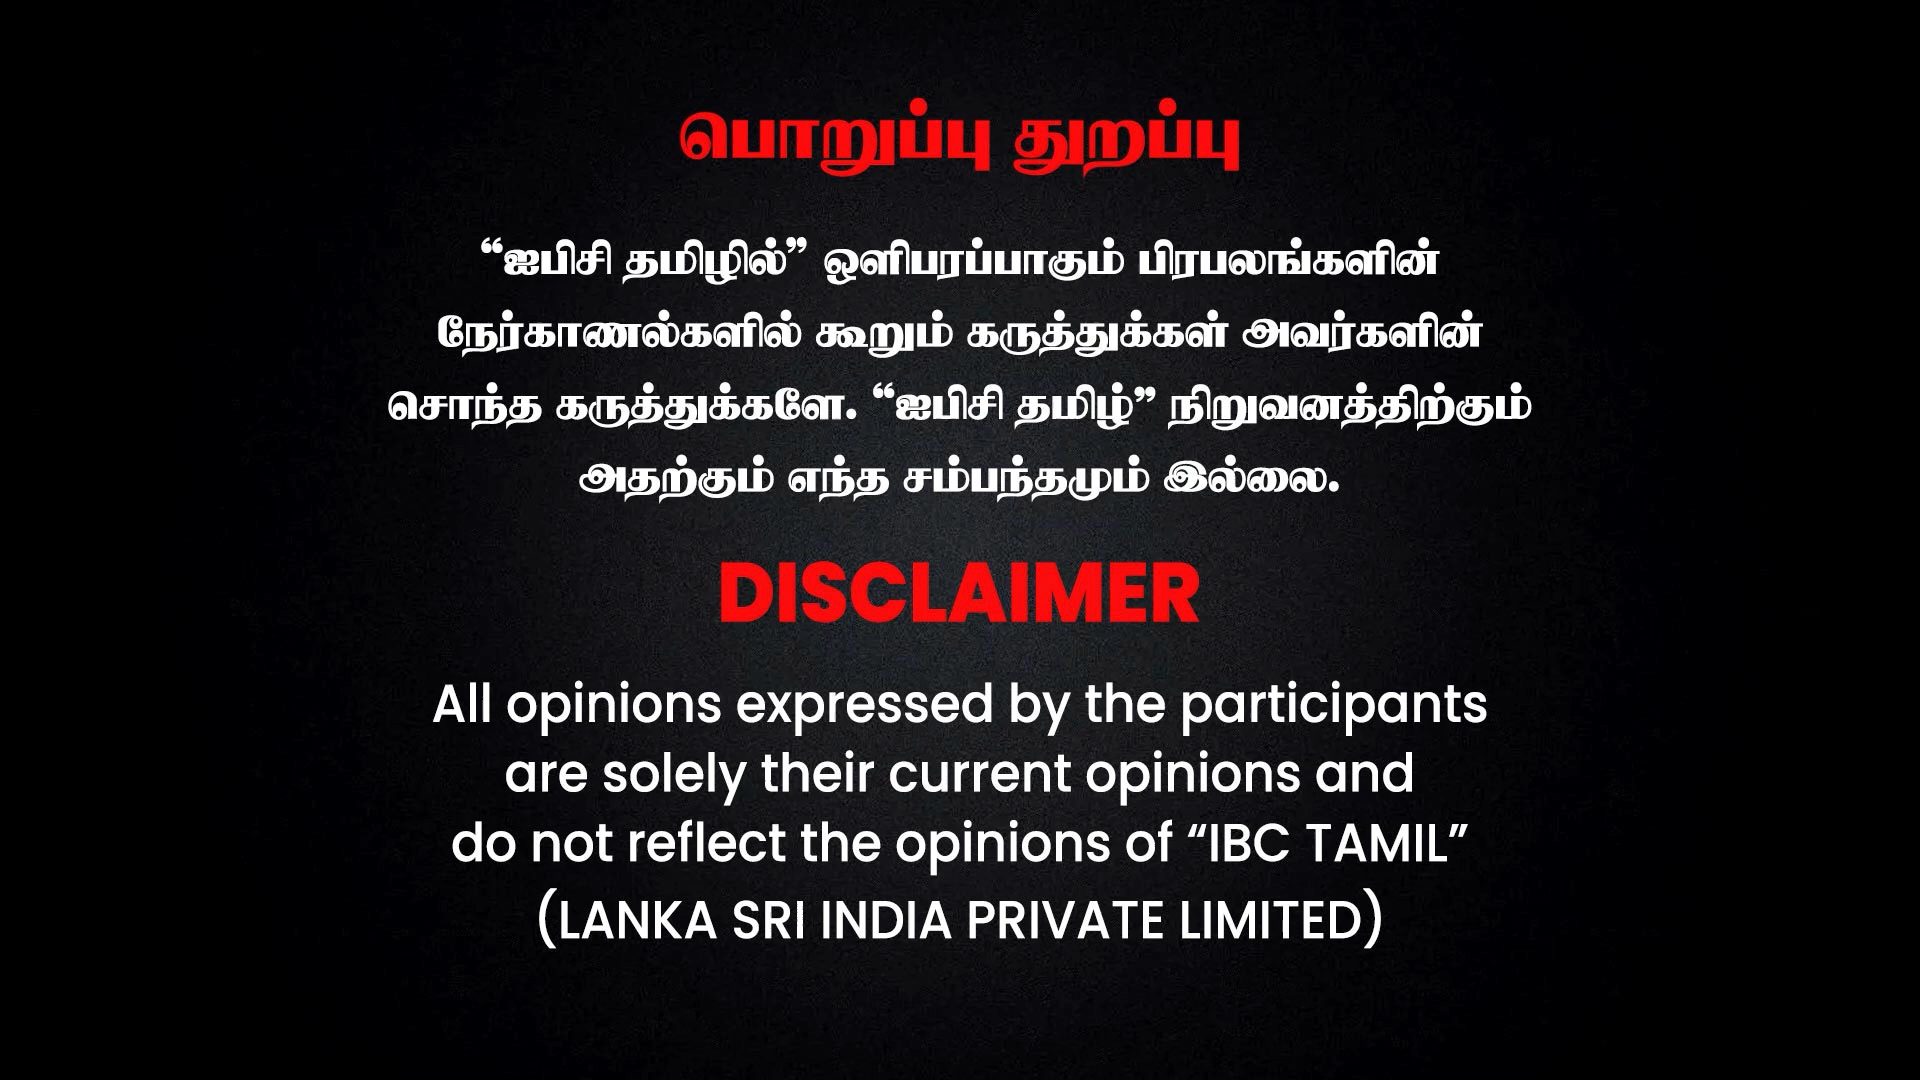 பொறுப்பு துறப்பு
“ஐபிசி தமிழில்” ஒளிபரப்பாகும் பிரபலங்களின்
நேர்காணல்களில் கூறும் கருத்துக்கள் அவர்களின்
சொந்த கருத்துக்களே. “ஐபிசி தமிழ்” நிறுவனத்திற்கும்
அதற்கும் எந்த சம்பந்தமும் இல்லை.
DISCLAIMER
All opinions expressed by the participants
are solely their current opinions and
do not reflect the opinions of “IBC TAMIL”
(LANKA SRI INDIA PRIVATE LIMITED)